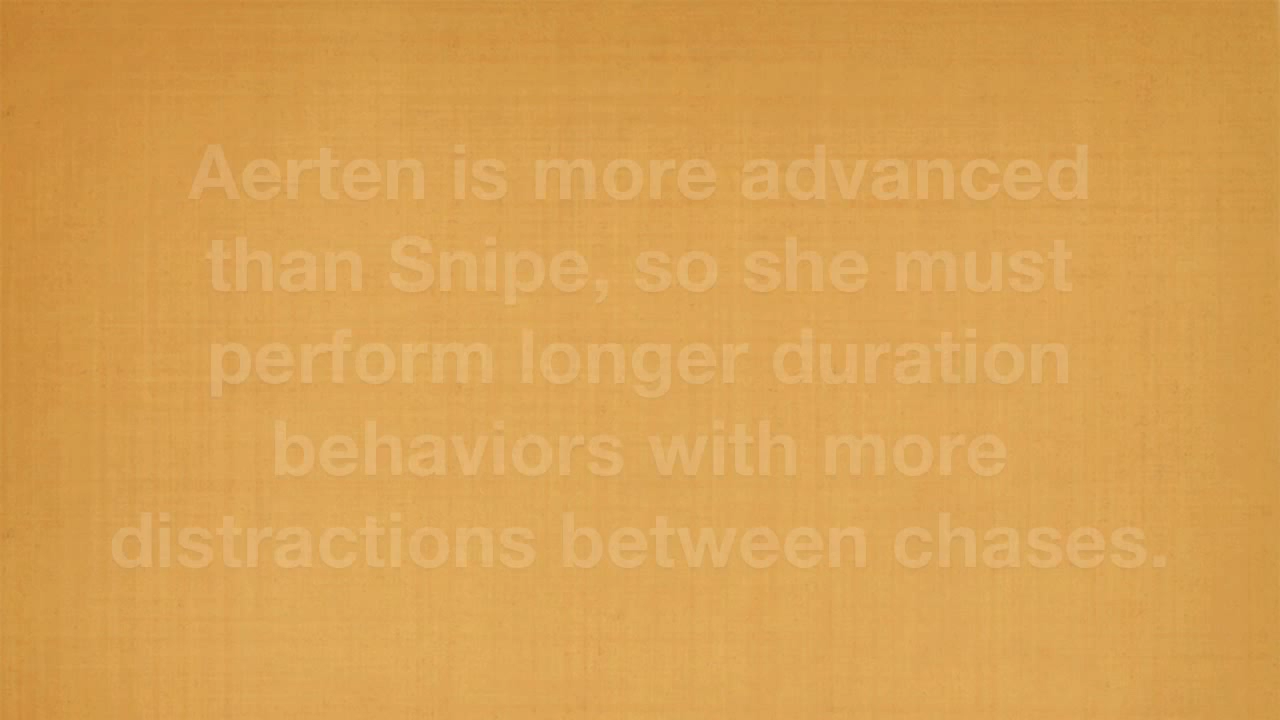 Aerten is more advanced
than Snipe, so she must
perform longer duration
behaviors with more
distractions between chases.